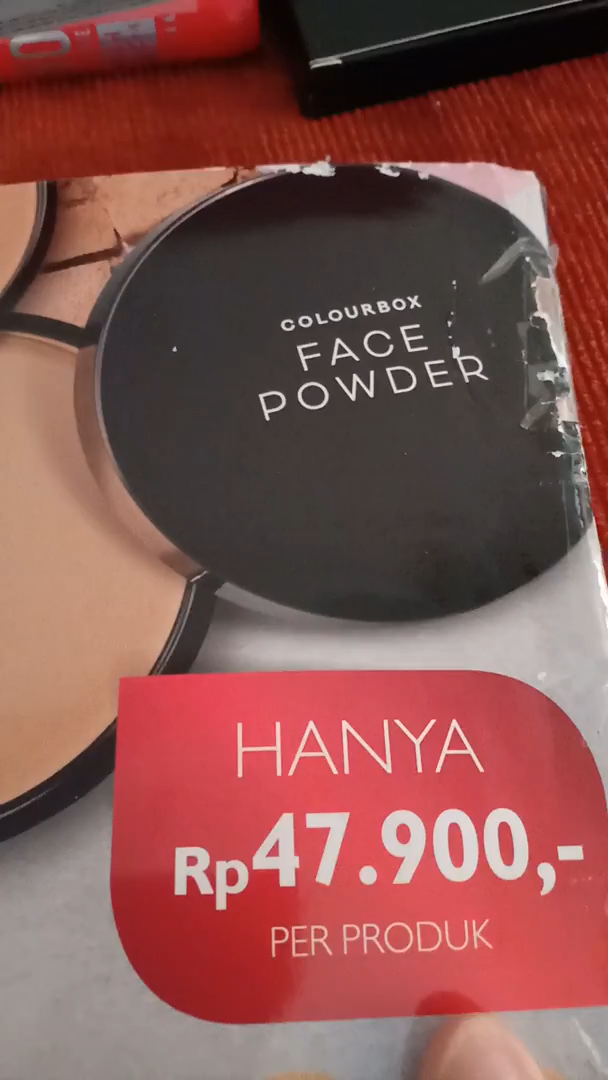 COLOURBOX
FACE
POWDER
HANYA
Rp47.900,-
PER PRODUK